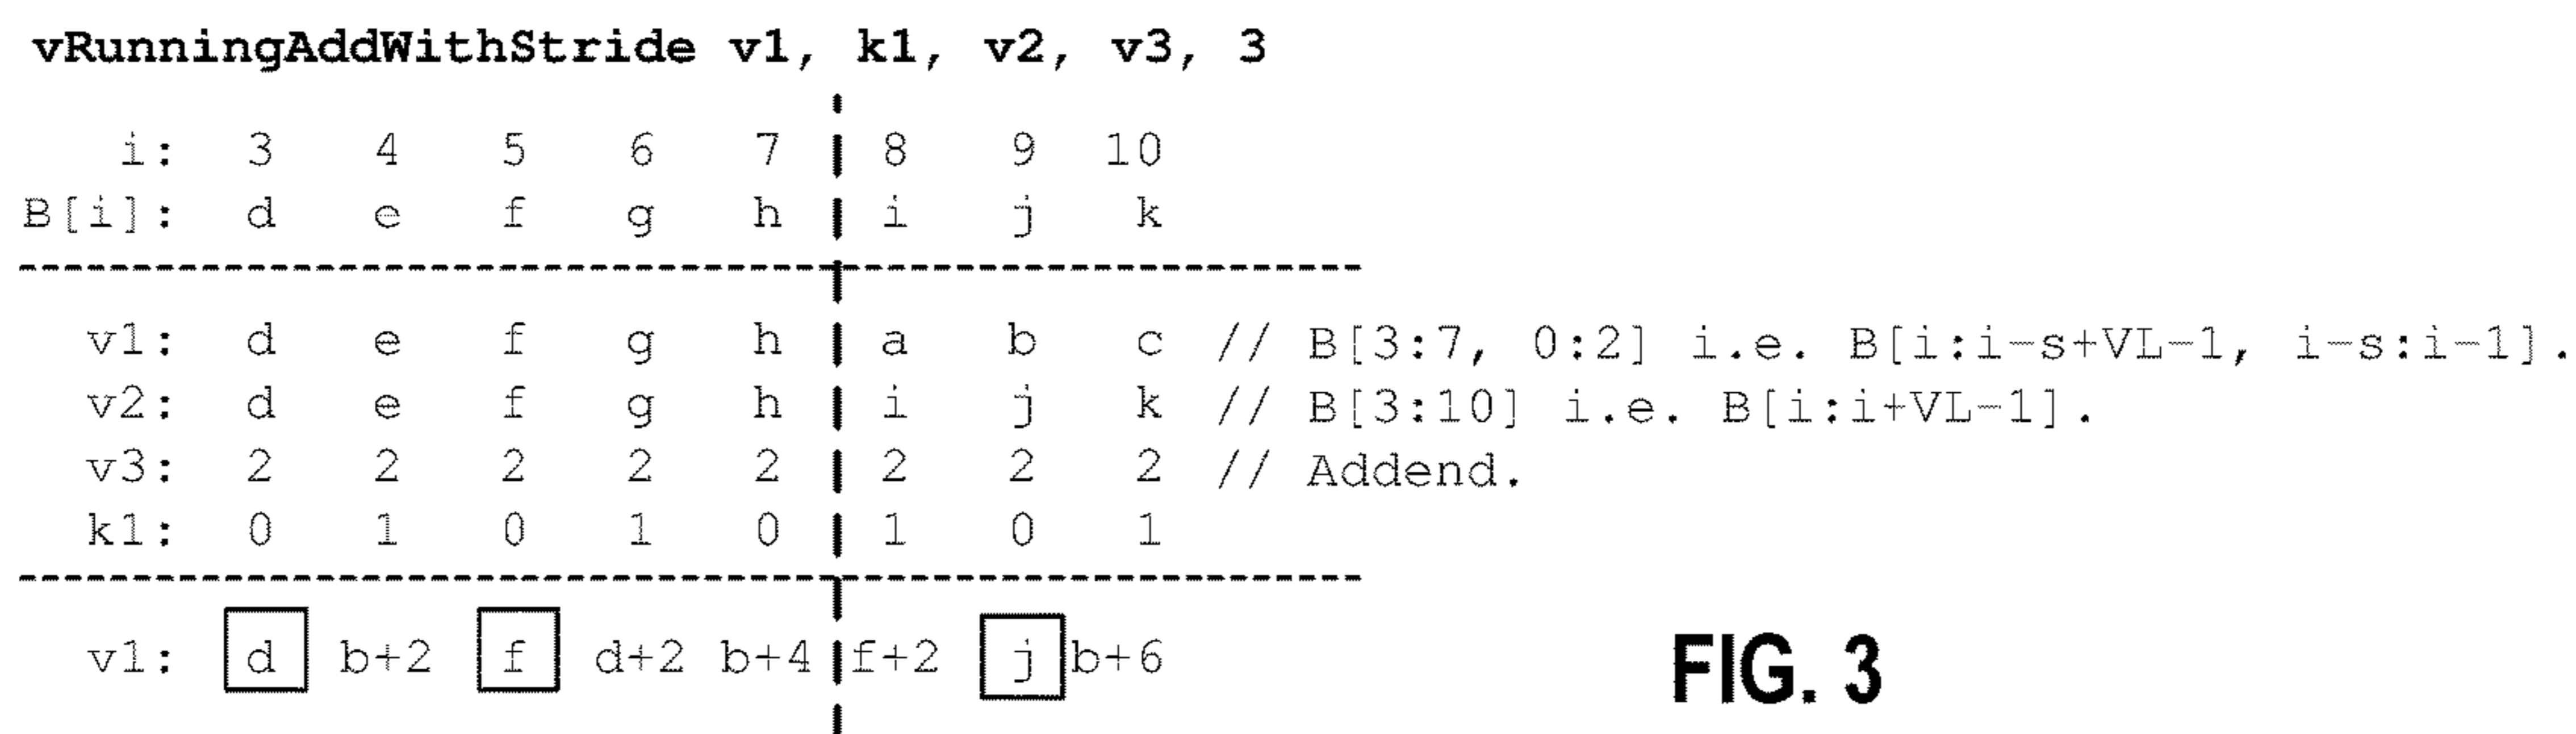 vRunningAddWithStride v1, k1, v2, v3, 3
i: 3 4 5 6 7 8 9 10
B[i]: d e f g h i j k
v1: d e f g h a b c // B[3:7, 0:2] i.e. B[i:i-s+VL-1, i-s:i-1].
v2: d e f g h i j k // B[3:10] i.e. B[i:i+VL-1].
v3: 2 2 2 2 2 2 2 2 // Addend.
k1: 0 1 0 1 0 1 0 1
v1: d b+2 f d+2 b+4 f+2 j b+6
FIG. 3